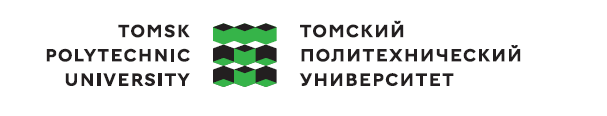 TOMSK
POLYTECHNIC
UNIVERSITY
ТОМСКИЙ
ПОЛИТЕХНИЧЕСКИЙ
УНИВЕРСИТЕТ